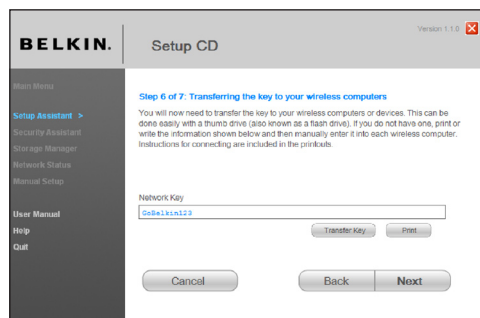 Version 1.1.0
BELKIN.
Setup CD
Main Menu
Setup Assistant >
Security Assistant
Storage Manager
Network Status
Manual Setup
User Manual
Help
Quit
Step 6 of 7: Transferring the key to your wireless computers
You will now need to transfer the key to your wireless computers or devices. This can be
done easily with a thumb drive (also known as a flash drive). If you do not have one, print or
write the information shown below and then manually enter it into each wireless computer.
Instructions for connecting are included in the printouts.
Network Key
GoBelkin123
Transfer Key
Print
Cancel
Back
Next